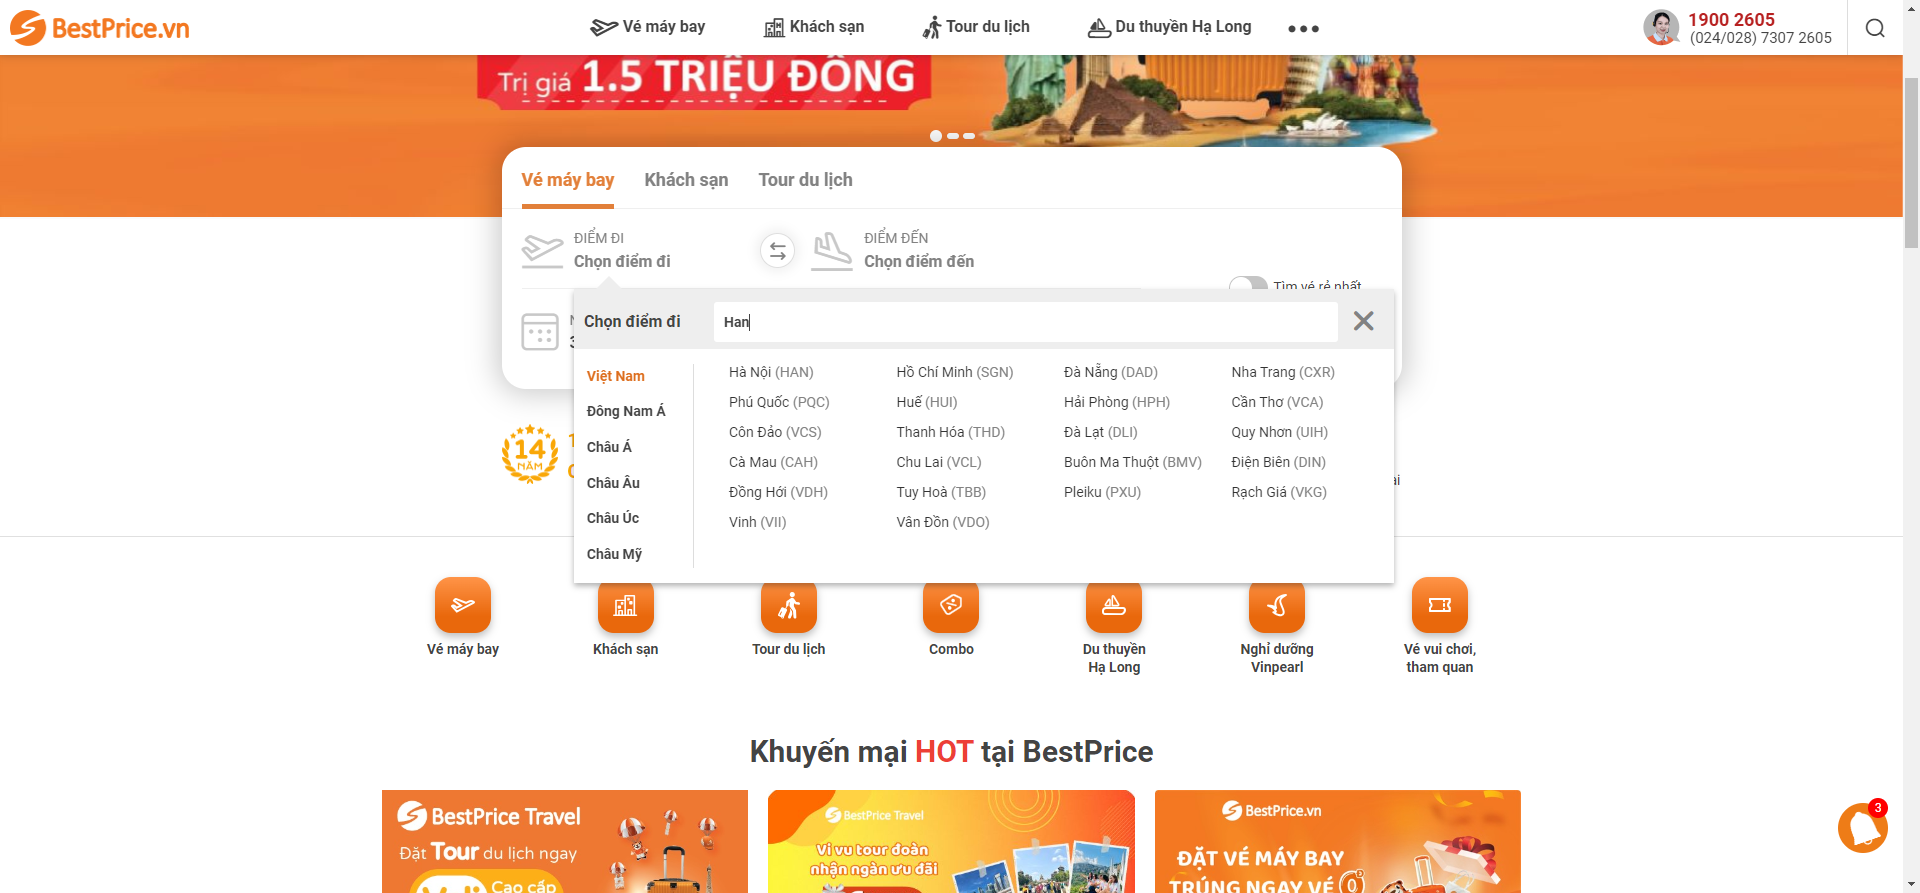 BestPrice.vn
Vé máy bay
Khách sạn
Tour du lịch
Du thuyền Hạ Long
1900 2605
(024/028) 7307 2605
Trị giá 1.5 TRIỆU ĐỒNG
Vé máy bay
Khách sạn
Tour du lịch
ĐIỂM ĐI
Chọn điểm đi
ĐIỂM ĐẾN
Chọn điểm đến
Tìm vé rẻ nhất
Chọn điểm đi
Han
Việt Nam
Đông Nam Á
Châu Á
Châu Âu
Châu Úc
Châu Mỹ
Hà Nội (HAN)
Hồ Chí Minh (SGN)
Đà Nẵng (DAD)
Nha Trang (CXR)
Phú Quốc (PQC)
Huế (HUI)
Hải Phòng (HPH)
Cần Thơ (VCA)
Côn Đảo (VCS)
Thanh Hóa (THD)
Đà Lạt (DLI)
Quy Nhơn (UIH)
Cà Mau (CAH)
Chu Lai (VCL)
Buôn Ma Thuột (BMV)
Điện Biên (DIN)
Đồng Hới (VDH)
Tuy Hoà (TBB)
Pleiku (PXU)
Rạch Giá (VKG)
Vinh (VII)
Vân Đồn (VDO)
14
NĂM
Vé máy bay
Khách sạn
Tour du lịch
Combo
Du thuyền
Hạ Long
Nghỉ dưỡng
Vinpearl
Vé vui chơi,
tham quan
Khuyến mại HOT tại BestPrice
BestPrice Travel
Đặt Tour du lịch ngay
Cao cấp
BestPrice Travel
Vi vu tour đoàn
nhận ngàn ưu đãi
BestPrice.vn
ĐẶT VÉ MÁY BAY
TRÚNG NGAY VÉ 0
3